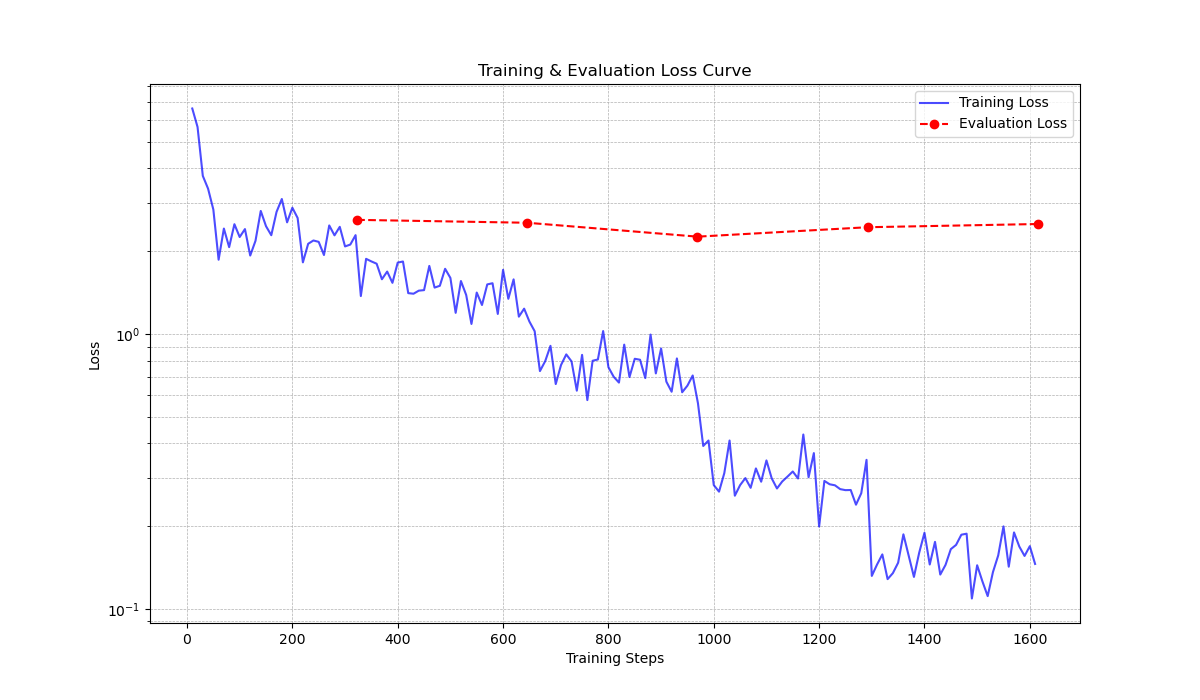 Training & Evaluation Loss Curve
Training Loss
Evaluation Loss
Loss
10⁰
10⁻¹
0 200 400 600 800 1000 1200 1400 1600
Training Steps